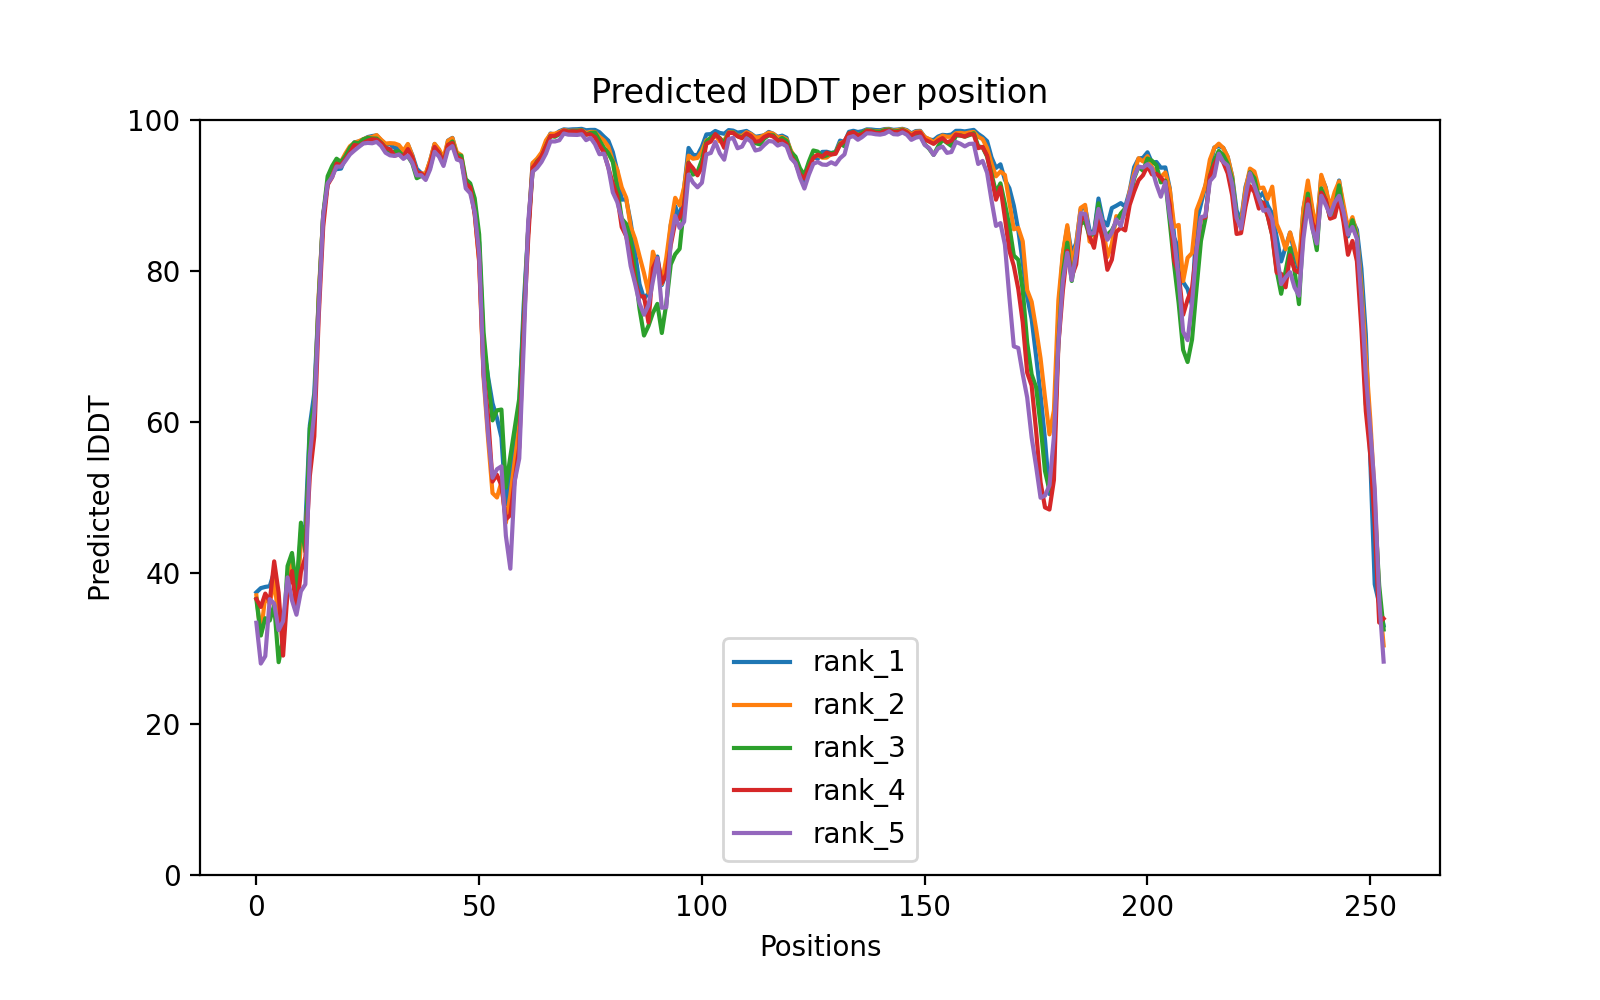 Predicted lDDT per position
100
80
60
40
20
0
Predicted lDDT
rank_1
rank_2
rank_3
rank_4
rank_5
0 50 100 150 200 250
Positions